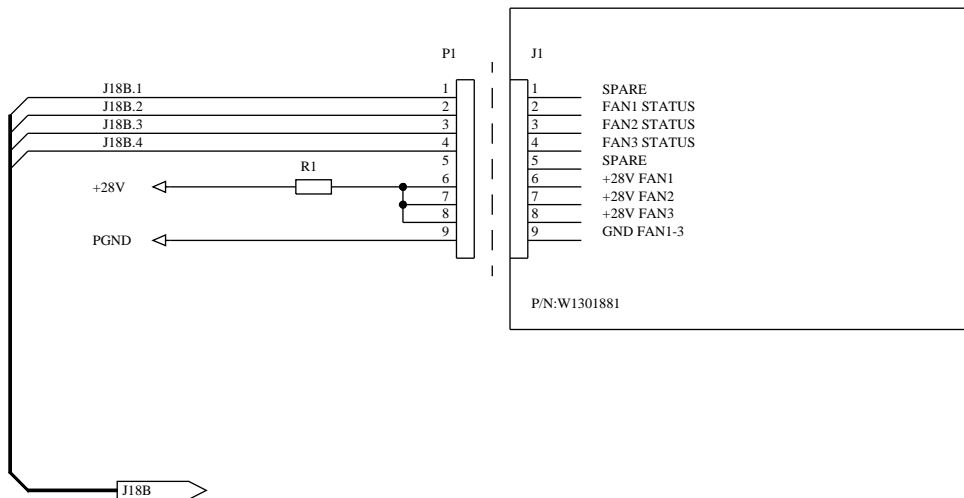 P1 J1
J18B.1 1 1 SPARE
J18B.2 2 2 FAN1 STATUS
J18B.3 3 3 FAN2 STATUS
J18B.4 4 4 FAN3 STATUS
R1 5 5 SPARE
+28V 6 6 +28V FAN1
7 7 +28V FAN2
8 8 +28V FAN3
PGND 9 9 GND FAN1-3
P/N:W1301881
J18B